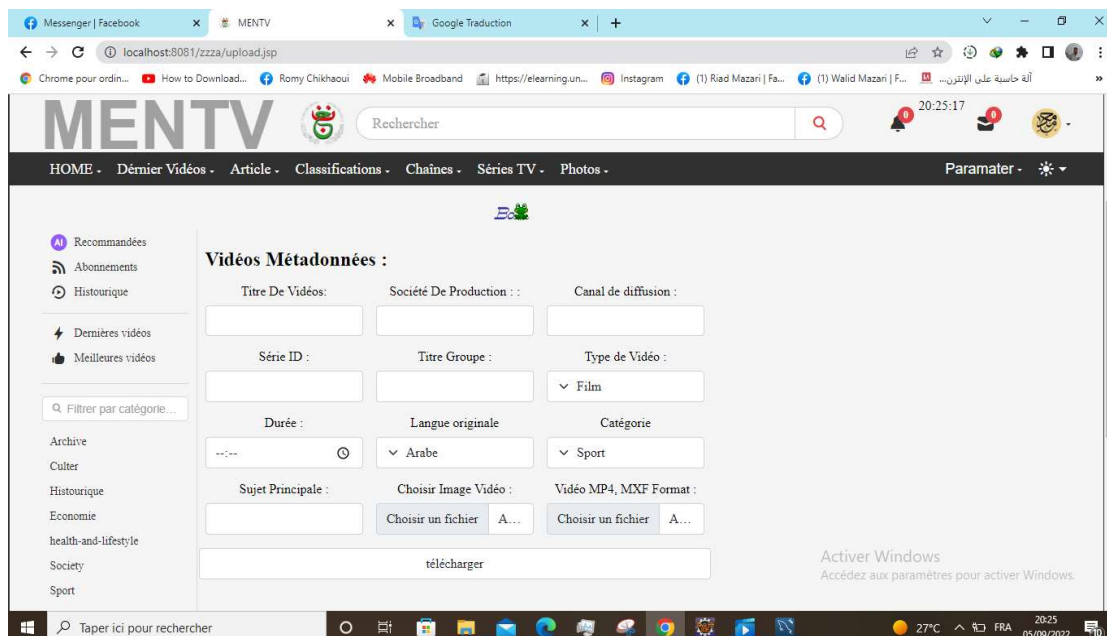 Messenger | Facebook
MENTV
Google Traduction
localhost:8081/zzza/upload.jsp
Chrome pour ordin... How to Download... Romy Chikhaoui Mobile Broadband https://elearning.un... Instagram (1) Riad Mazari | Fa... (1) Walid Mazari | F... آلة حاسبة على الإنترن... »
MENTV Rechercher 0 20:25:17 0
HOME Dérnier Vidéos Article Classifications Chaînes Séries TV Photos Paramater
AI Recommandées
Abonnements
Histourique
Dernières vidéos
Meilleures vidéos
Filtrer par catégorie...
Archive
Culter
Histourique
Economie
health-and-lifestyle
Society
Sport
Vidéos Métadonnées :
Titre De Vidéos: Société De Production : : Canal de diffusion :
Série ID : Titre Groupe : Type de Vidéo :
Film
Durée : Langue originale Catégorie
--:-- Arabe Sport
Sujet Principale : Choisir Image Vidéo : Vidéo MP4, MXF Format :
Choisir un fichier A... Choisir un fichier A...
télécharger
Activer Windows
Accédez aux paramètres pour activer Windows.
Taper ici pour rechercher 27°C FRA 20:25
05/09/2022